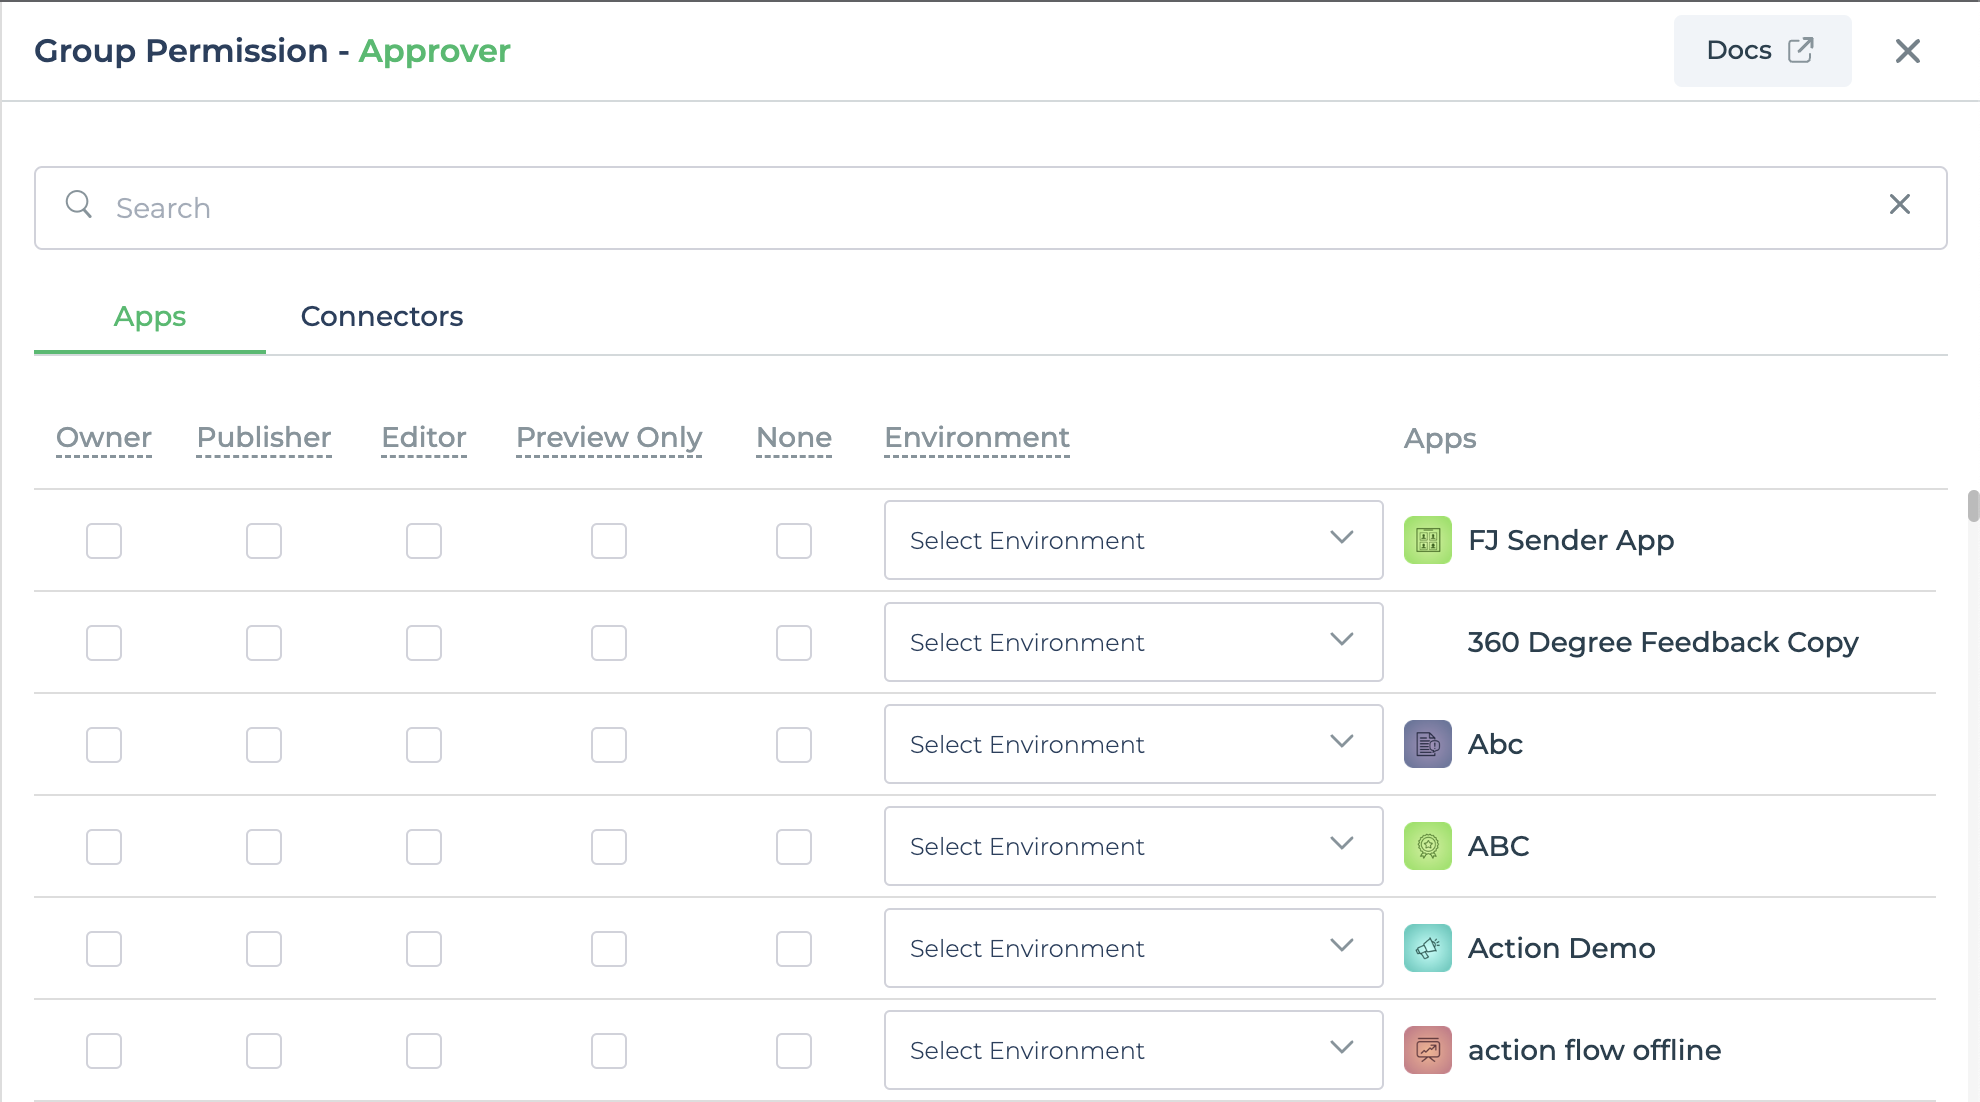 Group Permission - Approver
Docs
Search
Apps Connectors
Owner Publisher Editor Preview Only None Environment Apps
Select Environment FJ Sender App
Select Environment 360 Degree Feedback Copy
Select Environment Abc
Select Environment ABC
Select Environment Action Demo
Select Environment action flow offline